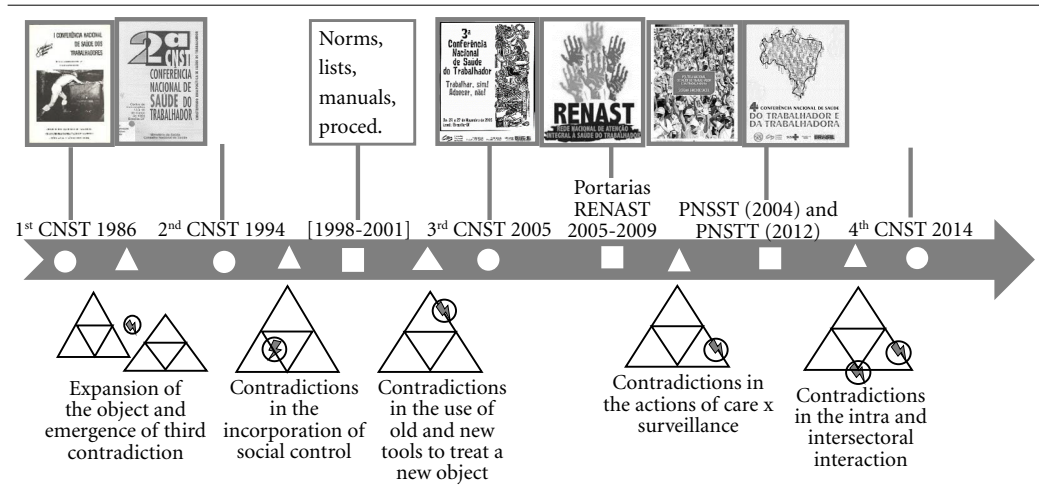 I CONFERÊNCIA NACIONAL
DE SAÚDE DOS
TRABALHADORES
2ª
CNST
CONFERÊNCIA
NACIONAL DE
SAÚDE DO
TRABALHADOR
Norms,
lists,
manuals,
proced.
3ª
Conferência
Nacional
de Saúde
do Trabalhador
Trabalhar, sim!
Adoecer, não!
RENAST
REDE NACIONAL DE ATENÇÃO
INTEGRAL À SAÚDE DO TRABALHADOR
4ª CONFERÊNCIA NACIONAL DE SAÚDE
DO TRABALHADOR E
DA TRABALHADORA
1st CNST 1986
2nd CNST 1994
[1998-2001]
3rd CNST 2005
Portarias
RENAST
2005-2009
PNSST (2004) and
PNSTT (2012)
4th CNST 2014
Expansion of
the object and
emergence of third
contradiction
Contradictions
in the
incorporation of
social control
Contradictions
in the use of
old and new
tools to treat a
new object
Contradictions in
the actions of care x
surveillance
Contradictions
in the intra and
intersectoral
interaction